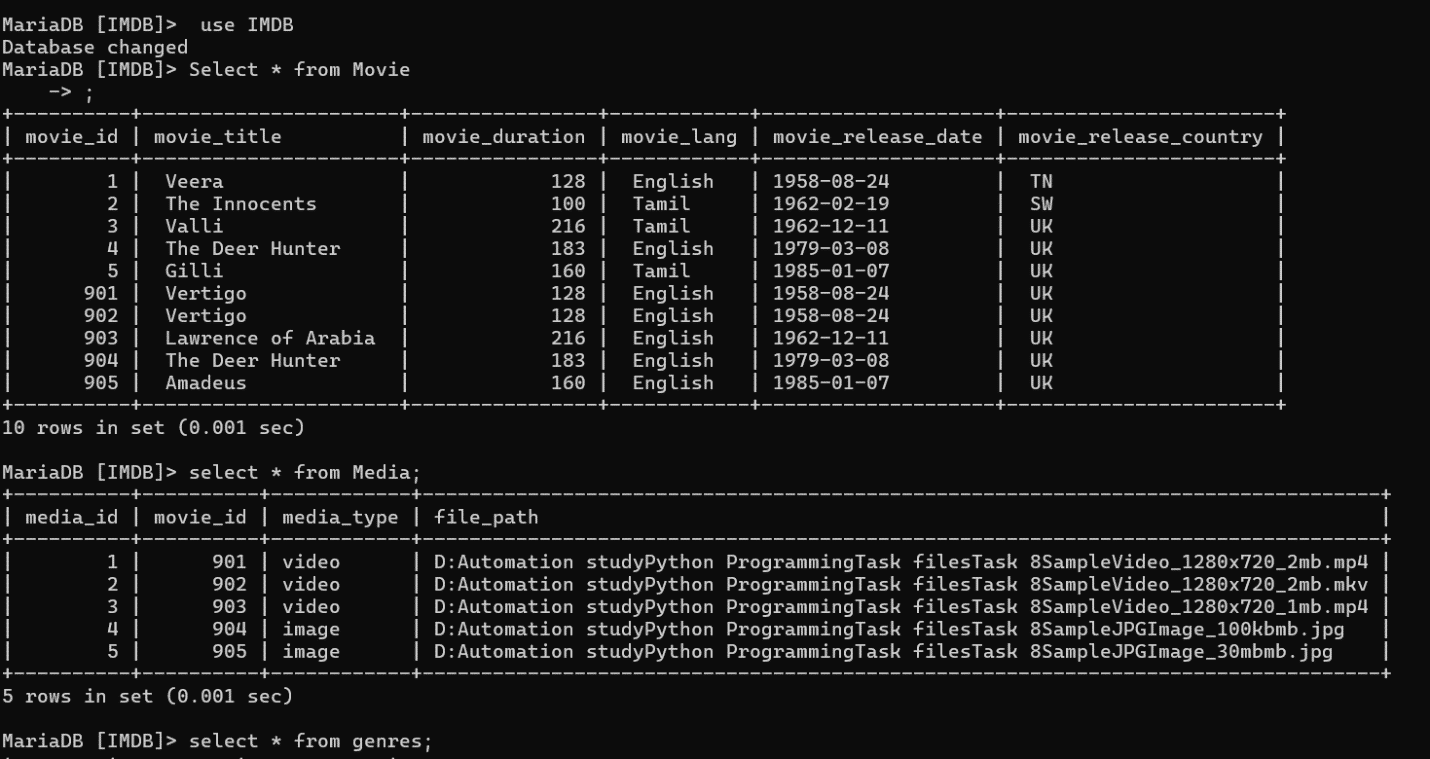 MariaDB [IMDB]>  use IMDB
Database changed
MariaDB [IMDB]> Select * from Movie
    -> ;
+----------+----------------------+----------------+------------+--------------------+-----------------------+
| movie_id | movie_title          | movie_duration | movie_lang | movie_release_date | movie_release_country |
+----------+----------------------+----------------+------------+--------------------+-----------------------+
|        1 |  Veera               |            128 |  English   | 1958-08-24         |  TN                   |
|        2 |  The Innocents       |            100 |  Tamil     | 1962-02-19         |  SW                   |
|        3 |  Valli               |            216 |  Tamil     | 1962-12-11         |  UK                   |
|        4 |  The Deer Hunter     |            183 |  English   | 1979-03-08         |  UK                   |
|        5 |  Gilli               |            160 |  Tamil     | 1985-01-07         |  UK                   |
|      901 |  Vertigo             |            128 |  English   | 1958-08-24         |  UK                   |
|      902 |  Vertigo             |            128 |  English   | 1958-08-24         |  UK                   |
|      903 |  Lawrence of Arabia  |            216 |  English   | 1962-12-11         |  UK                   |
|      904 |  The Deer Hunter     |            183 |  English   | 1979-03-08         |  UK                   |
|      905 |  Amadeus             |            160 |  English   | 1985-01-07         |  UK                   |
+----------+----------------------+----------------+------------+--------------------+-----------------------+
10 rows in set (0.001 sec)

MariaDB [IMDB]> select * from Media;
+----------+----------+------------+----------------------------------------------------------------------------------+
| media_id | movie_id | media_type | file_path                                                                        |
+----------+----------+------------+----------------------------------------------------------------------------------+
|        1 |      901 | video      | D:Automation studyPython ProgrammingTask filesTask 8SampleVideo_1280x720_2mb.mp4 |
|        2 |      902 | video      | D:Automation studyPython ProgrammingTask filesTask 8SampleVideo_1280x720_2mb.mkv |
|        3 |      903 | video      | D:Automation studyPython ProgrammingTask filesTask 8SampleVideo_1280x720_1mb.mp4 |
|        4 |      904 | image      | D:Automation studyPython ProgrammingTask filesTask 8SampleJPGImage_100kbmb.jpg   |
|        5 |      905 | image      | D:Automation studyPython ProgrammingTask filesTask 8SampleJPGImage_30mbmb.jpg    |
+----------+----------+------------+----------------------------------------------------------------------------------+
5 rows in set (0.001 sec)

MariaDB [IMDB]> select * from genres;